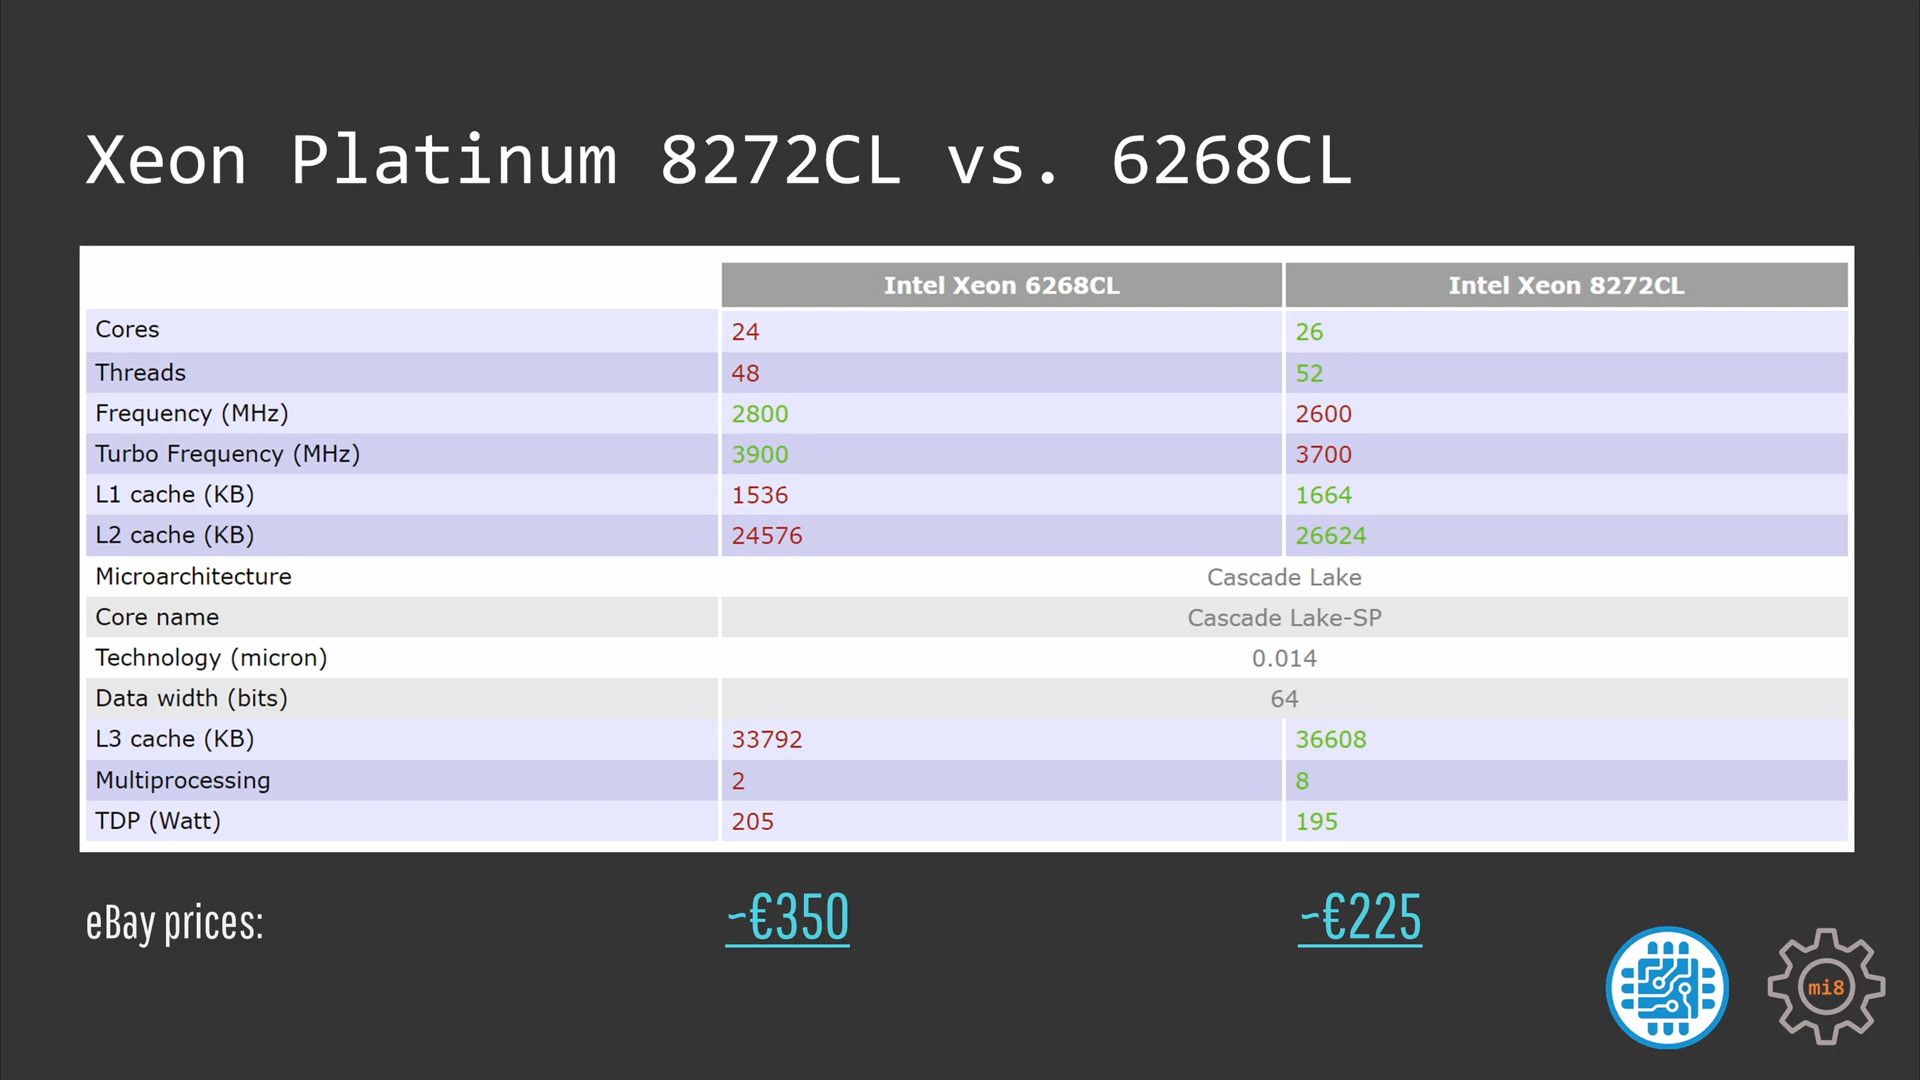 Xeon Platinum 8272CL vs. 6268CL
Intel Xeon 6268CL Intel Xeon 8272CL
Cores 24 26
Threads 48 52
Frequency (MHz) 2800 2600
Turbo Frequency (MHz) 3900 3700
L1 cache (KB) 1536 1664
L2 cache (KB) 24576 26624
Microarchitecture Cascade Lake
Core name Cascade Lake-SP
Technology (micron) 0.014
Data width (bits) 64
L3 cache (KB) 33792 36608
Multiprocessing 2 8
TDP (Watt) 205 195
eBay prices: ~€350 ~€225
mi8